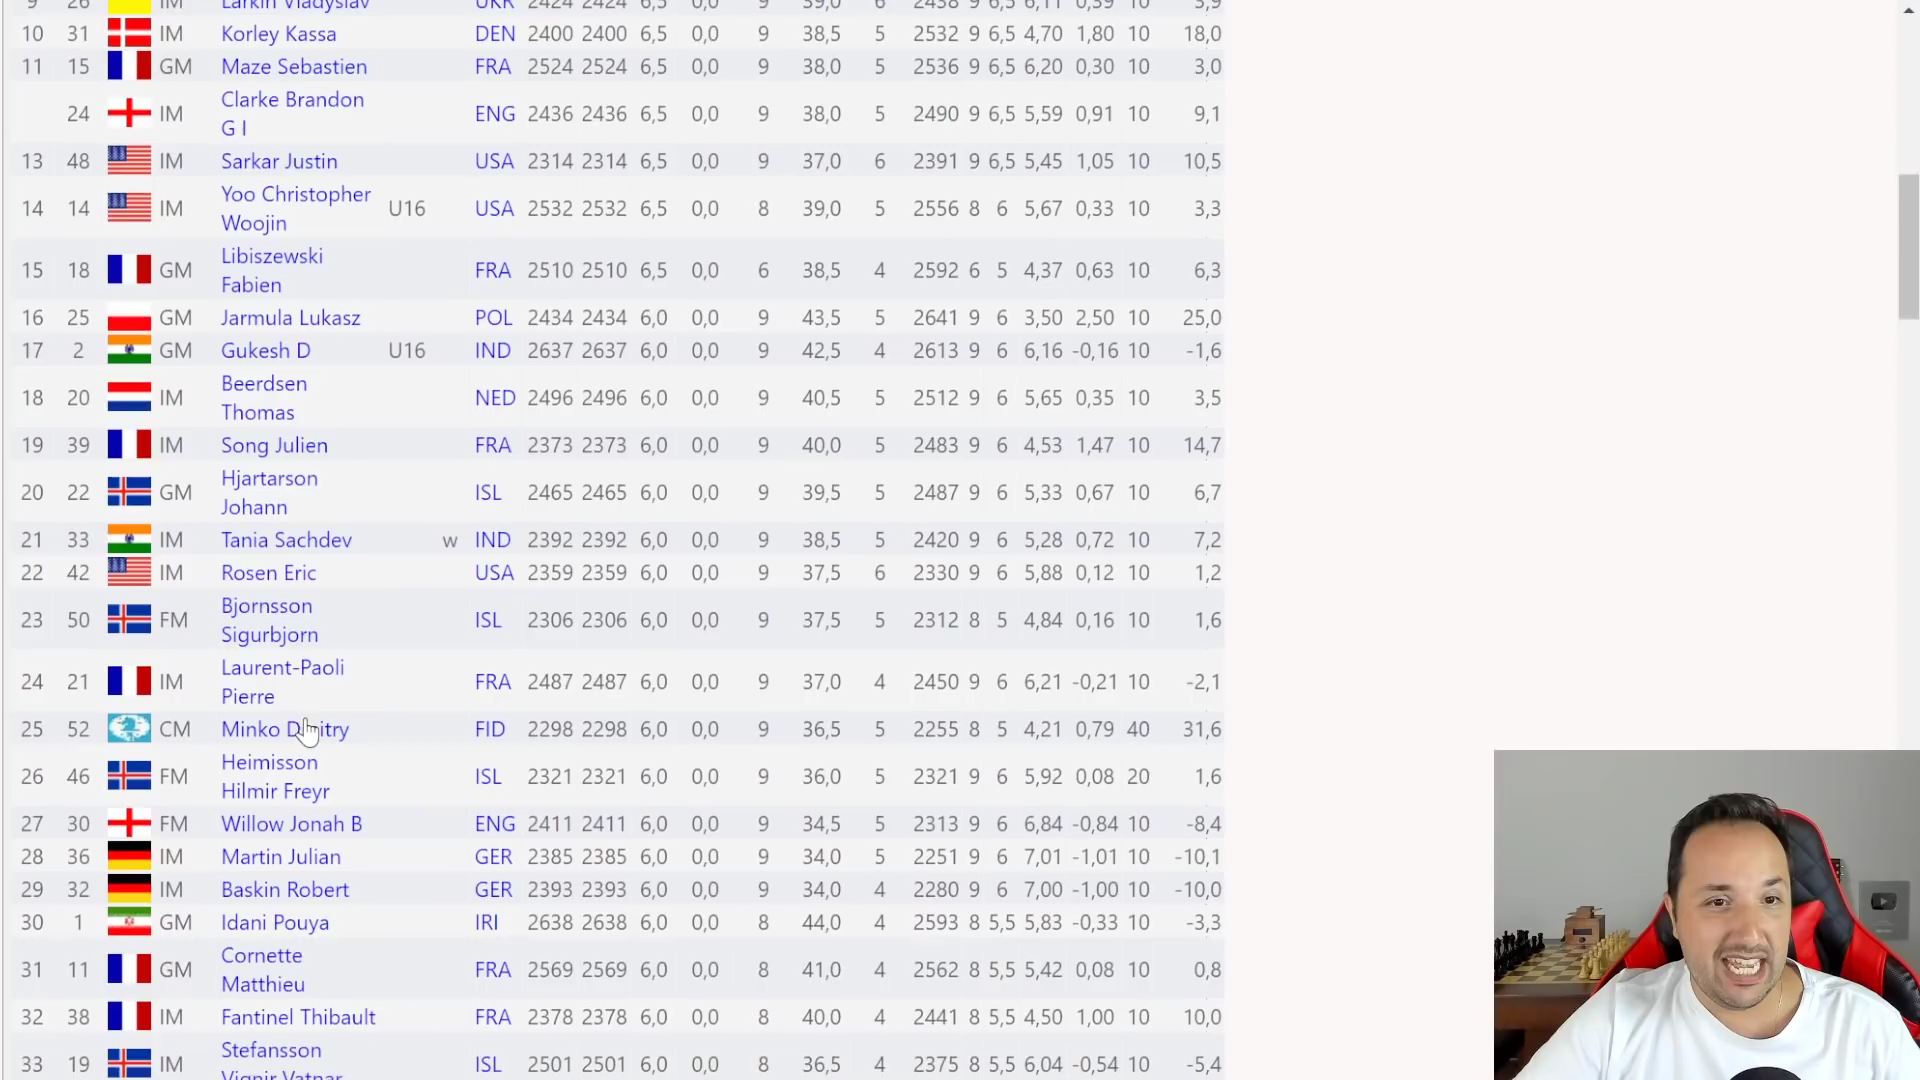 9 26 IM Larkin Vladyslav UKR 2424 2424 6,5 0,0 9 39,0 6 2438 9 6,5 6,11 0,39 10 3,9
10 31 IM Korley Kassa DEN 2400 2400 6,5 0,0 9 38,5 5 2532 9 6,5 4,70 1,80 10 18,0
11 15 GM Maze Sebastien FRA 2524 2524 6,5 0,0 9 38,0 5 2536 9 6,5 6,20 0,30 10 3,0
24 IM Clarke Brandon G I ENG 2436 2436 6,5 0,0 9 38,0 5 2490 9 6,5 5,59 0,91 10 9,1
13 48 IM Sarkar Justin USA 2314 2314 6,5 0,0 9 37,0 6 2391 9 6,5 5,45 1,05 10 10,5
14 14 IM Yoo Christopher Woojin U16 USA 2532 2532 6,5 0,0 8 39,0 5 2556 8 6 5,67 0,33 10 3,3
15 18 GM Libiszewski Fabien FRA 2510 2510 6,5 0,0 6 38,5 4 2592 6 5 4,37 0,63 10 6,3
16 25 GM Jarmula Lukasz POL 2434 2434 6,0 0,0 9 43,5 5 2641 9 6 3,50 2,50 10 25,0
17 2 GM Gukesh D U16 IND 2637 2637 6,0 0,0 9 42,5 4 2613 9 6 6,16 -0,16 10 -1,6
18 20 IM Beerdsen Thomas NED 2496 2496 6,0 0,0 9 40,5 5 2512 9 6 5,65 0,35 10 3,5
19 39 IM Song Julien FRA 2373 2373 6,0 0,0 9 40,0 5 2483 9 6 4,53 1,47 10 14,7
20 22 GM Hjartarson Johann ISL 2465 2465 6,0 0,0 9 39,5 5 2487 9 6 5,33 0,67 10 6,7
21 33 IM Tania Sachdev w IND 2392 2392 6,0 0,0 9 38,5 5 2420 9 6 5,28 0,72 10 7,2
22 42 IM Rosen Eric USA 2359 2359 6,0 0,0 9 37,5 6 2330 9 6 5,88 0,12 10 1,2
23 50 FM Bjornsson Sigurbjorn ISL 2306 2306 6,0 0,0 9 37,5 5 2312 8 5 4,84 0,16 10 1,6
24 21 IM Laurent-Paoli Pierre FRA 2487 2487 6,0 0,0 9 37,0 4 2450 9 6 6,21 -0,21 10 -2,1
25 52 CM Minko Dmitry FID 2298 2298 6,0 0,0 9 36,5 5 2255 8 5 4,21 0,79 40 31,6
26 46 FM Heimisson Hilmir Freyr ISL 2321 2321 6,0 0,0 9 36,0 5 2321 9 6 5,92 0,08 20 1,6
27 30 FM Willow Jonah B ENG 2411 2411 6,0 0,0 9 34,5 5 2313 9 6 6,84 -0,84 10 -8,4
28 36 IM Martin Julian GER 2385 2385 6,0 0,0 9 34,0 5 2251 9 6 7,01 -1,01 10 -10,1
29 32 IM Baskin Robert GER 2393 2393 6,0 0,0 9 34,0 4 2280 9 6 7,00 -1,00 10 -10,0
30 1 GM Idani Pouya IRI 2638 2638 6,0 0,0 8 44,0 4 2593 8 5,5 5,83 -0,33 10 -3,3
31 11 GM Cornette Matthieu FRA 2569 2569 6,0 0,0 8 41,0 4 2562 8 5,5 5,42 0,08 10 0,8
32 38 IM Fantinel Thibault FRA 2378 2378 6,0 0,0 8 40,0 4 2441 8 5,5 4,50 1,00 10 10,0
33 19 IM Stefansson Vignir Vatnar ISL 2501 2501 6,0 0,0 8 36,5 4 2375 8 5,5 6,04 -0,54 10 -5,4